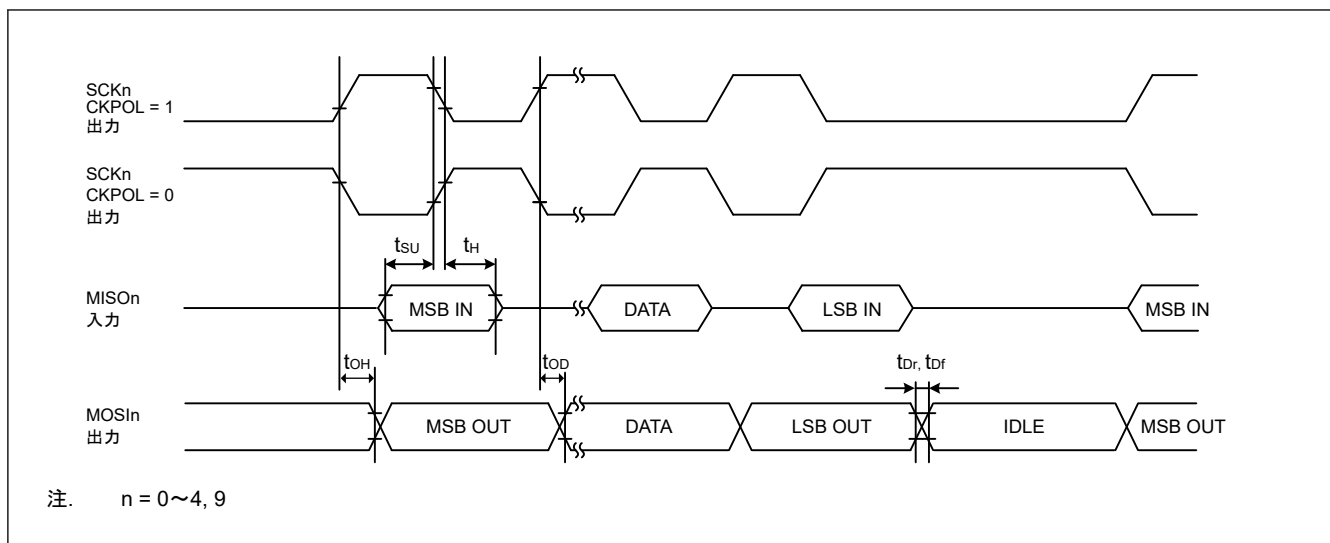 SCKn
CKPOL = 1
出力
SCKn
CKPOL = 0
出力
tSU
tH
MISOn
入力
MSB IN
DATA
LSB IN
MSB IN
tOH
tOD
tDr, tDf
MOSIn
出力
MSB OUT
DATA
LSB OUT
IDLE
MSB OUT
注. n = 0～4, 9